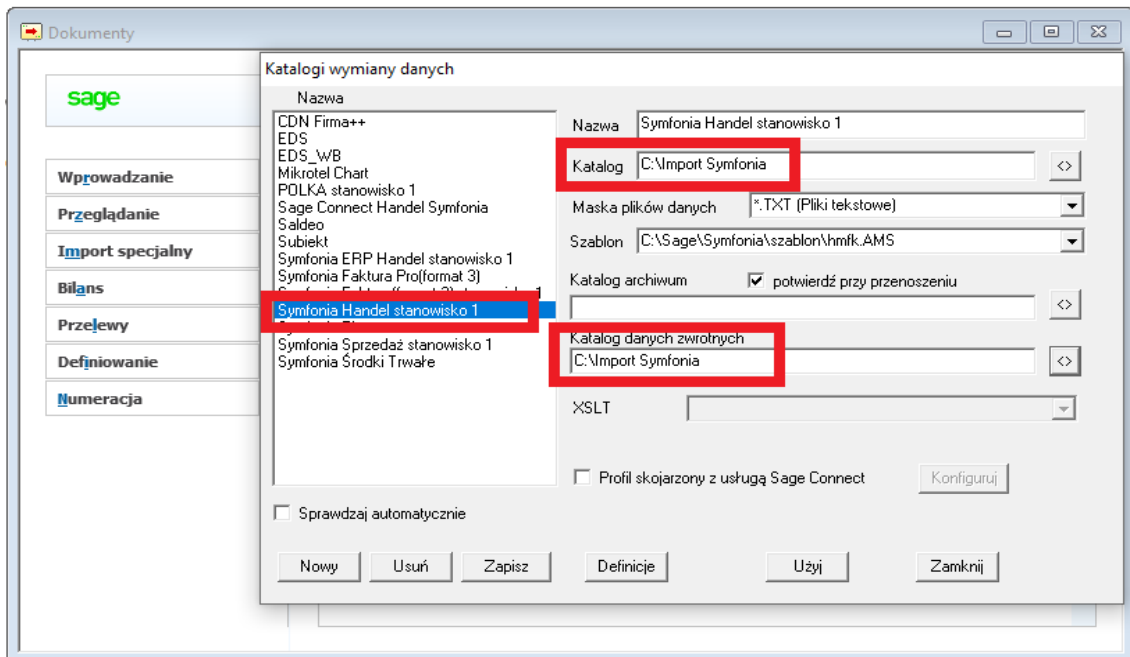 Dokumenty
Katalogi wymiany danych
sage
Wprowadzanie
Przeglądanie
Import specjalny
Bilans
Przelewy
Definiowanie
Numeracja
Nazwa
CDN Firma++
EDS
EDS_WB
Mikrotel Chart
POLKA stanowisko 1
Sage Connect Handel Symfonia
Saldeo
Subiekt
Symfonia ERP Handel stanowisko 1
Symfonia Faktura Pro(format 3)
Symfonia Handel stanowisko 1
Symfonia Sprzedaż stanowisko 1
Symfonia Środki Trwałe
Sprawdzaj automatycznie
Nazwa Symfonia Handel stanowisko 1
Katalog C:\Import Symfonia <>
Maska plików danych *.TXT (Pliki tekstowe)
Szablon C:\Sage\Symfonia\szablon\hmfk.AMS
Katalog archiwum potwierdź przy przenoszeniu
<>
Katalog danych zwrotnych
C:\Import Symfonia <>
XSLT
Profil skojarzony z usługą Sage Connect Konfiguruj
Nowy Usuń Zapisz Definicje Użyj Zamknij